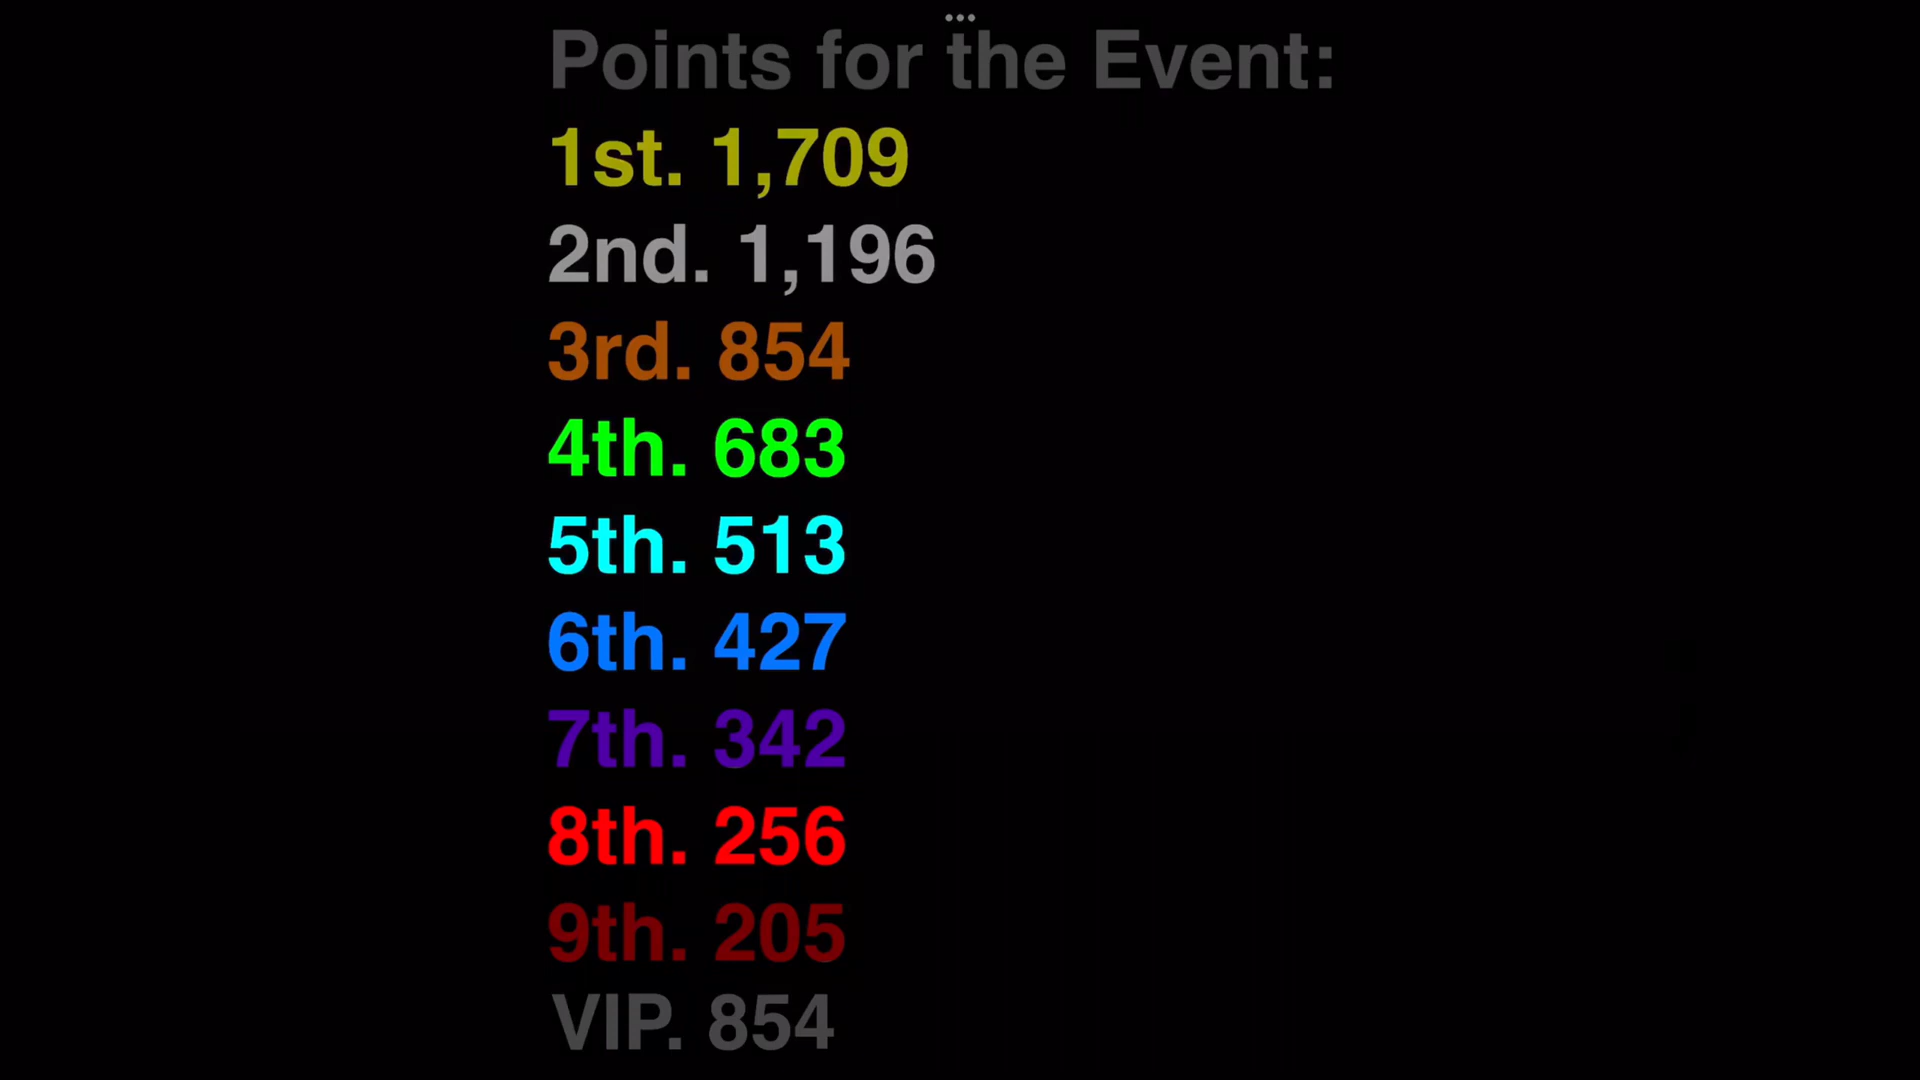 Points for the Event:
1st. 1,709
2nd. 1,196
3rd. 854
4th. 683
5th. 513
6th. 427
7th. 342
8th. 256
9th. 205
VIP. 854